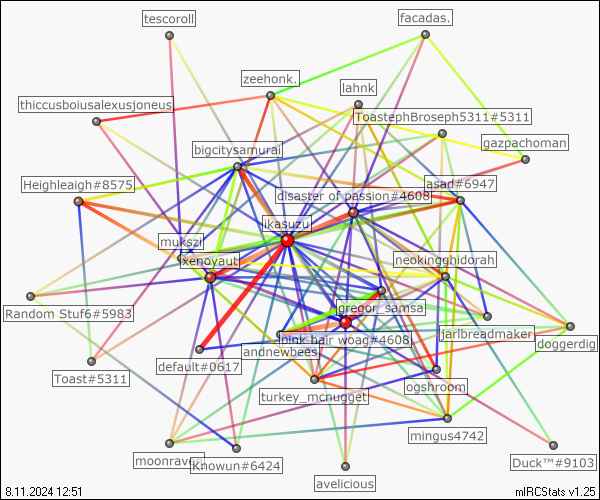 tescoroll
facadas.
zeehonk.
lahnk
thiccusboiusalexusjoneus
ToastephBroseph5311#5311
gazpachoman
bigcitysamurai
Heighleaigh#8575
disaster of passion#4608
asad#6947
ikasuzu
mukszi
xenoyaut
neokingghidorah
Random Stuf6#5983
gregor_samsa
jarlbreadmaker
pink hair woag#4608
doggerdig
andnewbees
Toast#5311
default#0617
ogshroom
turkey_mcnugget
mingus4742
moonraven
Knowun#6424
Duck™#9103
avelicious
8.11.2024 12:51
mIRCStats v1.25